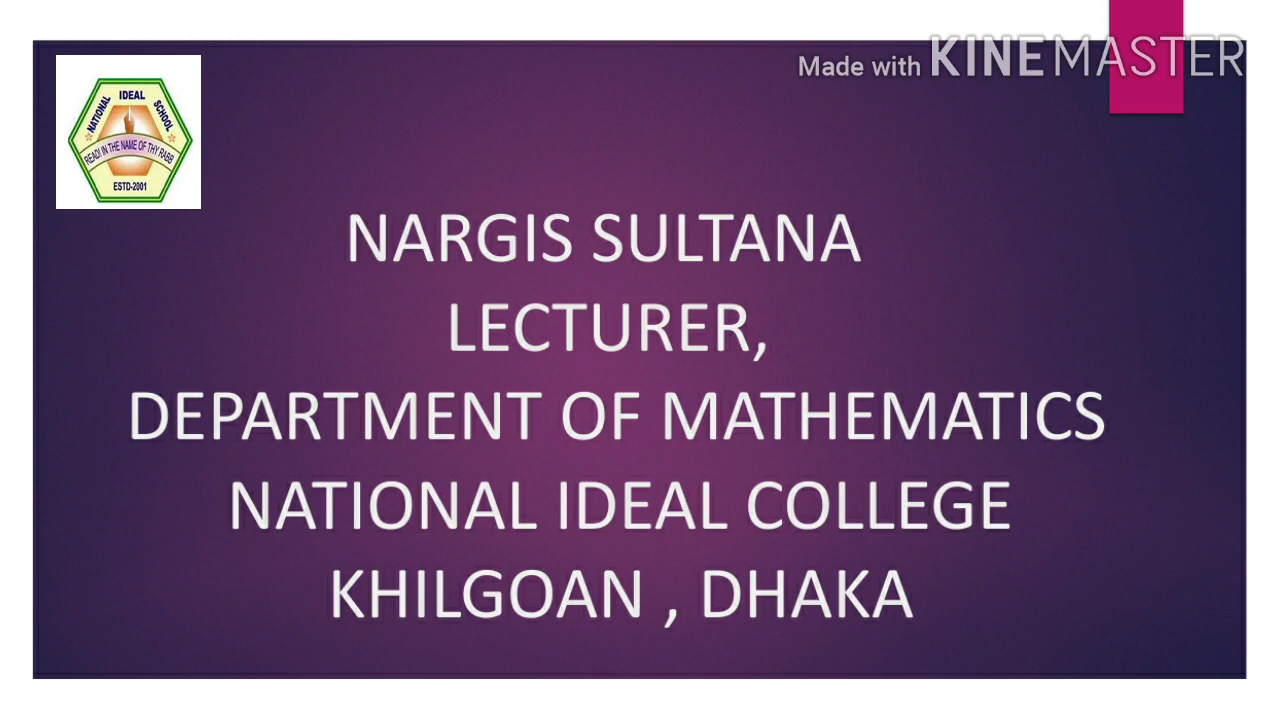 Made with KINEMASTER
NATIONAL IDEAL SCHOOL
READ! IN THE NAME OF THY RABB
ESTD-2001
NARGIS SULTANA
LECTURER,
DEPARTMENT OF MATHEMATICS
NATIONAL IDEAL COLLEGE
KHILGOAN , DHAKA